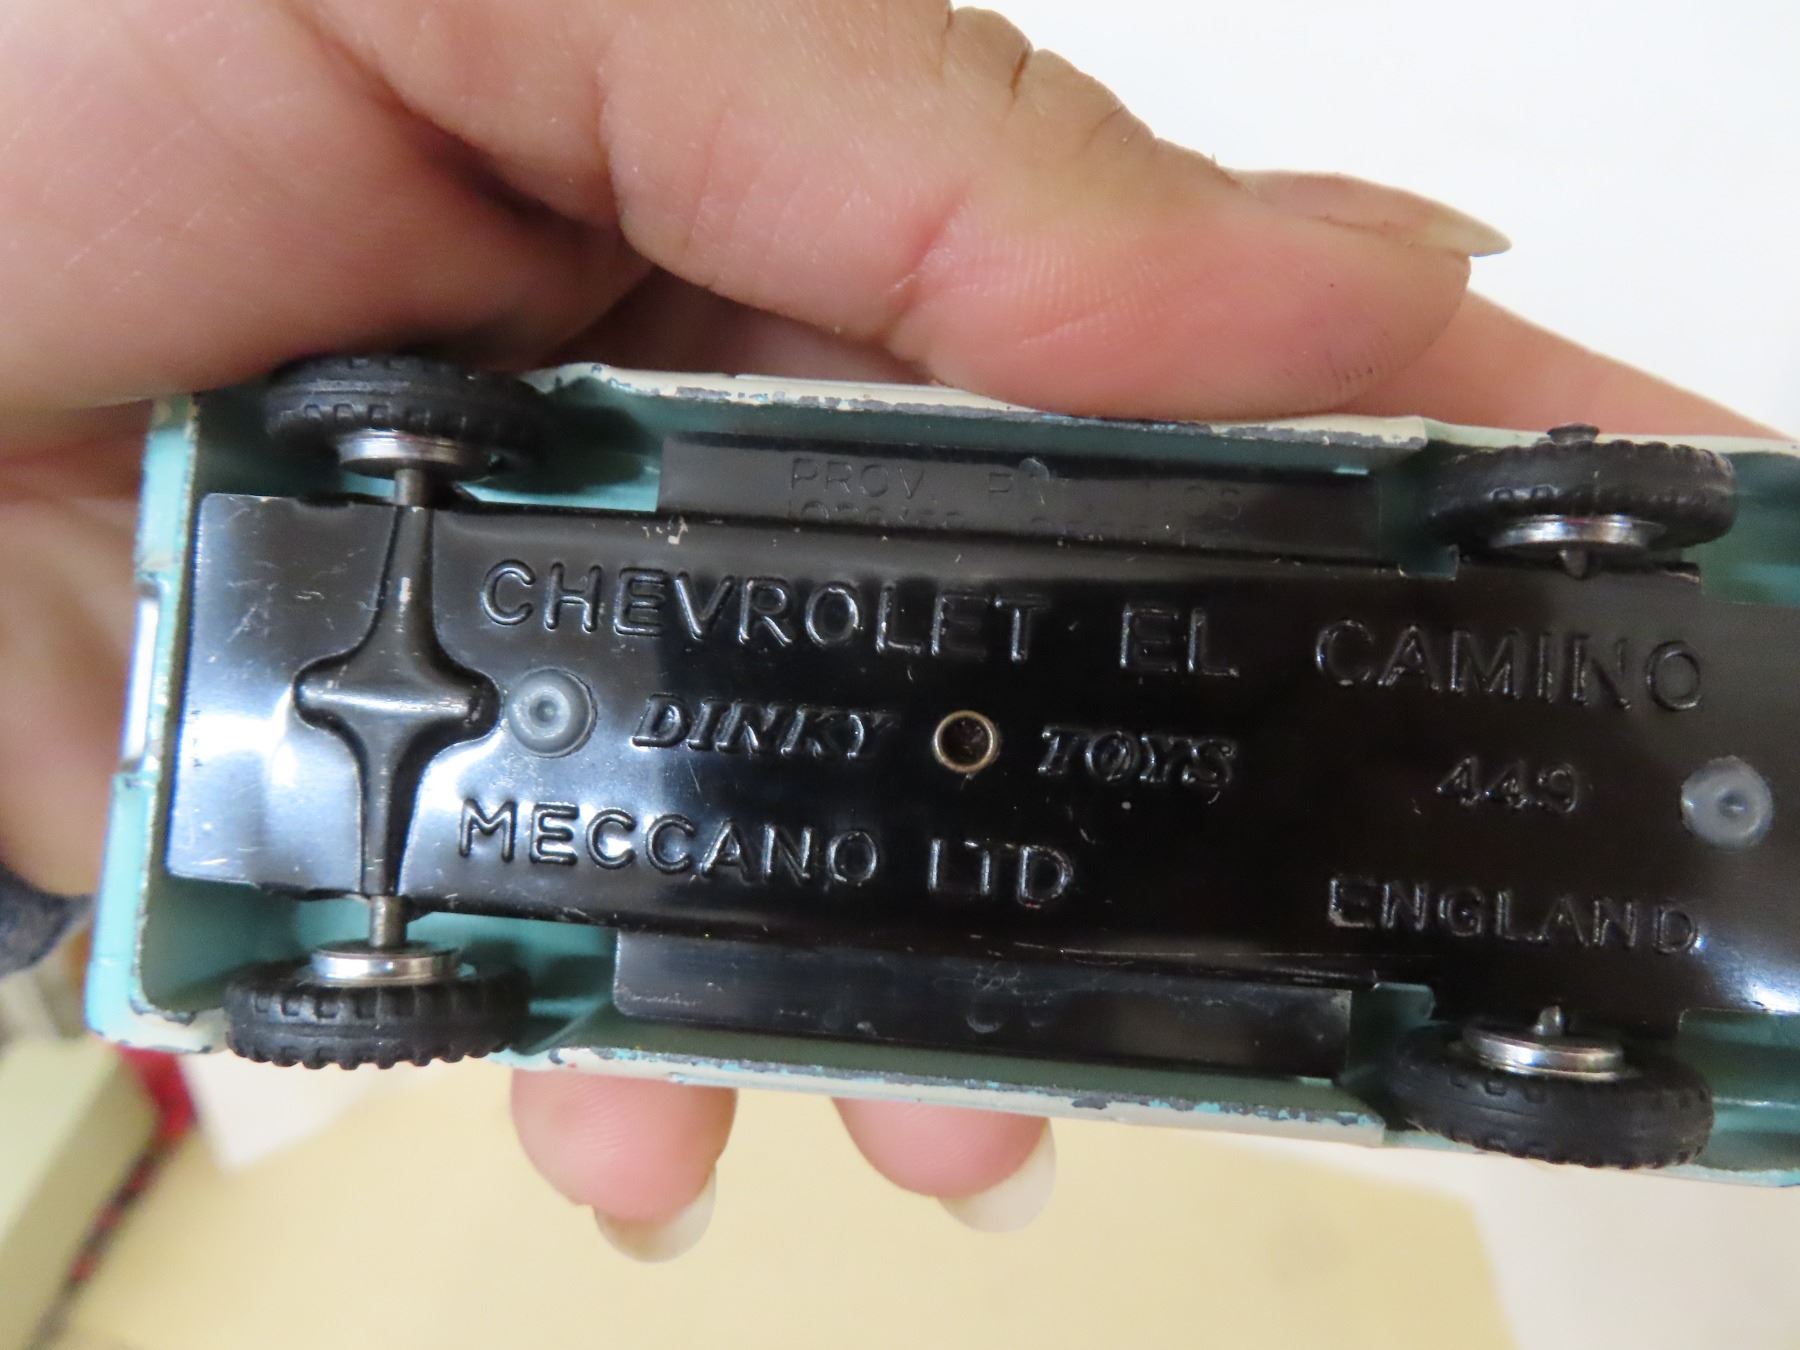 PROV.
CHEVROLET EL CAMINO
DINKY TOYS
449
MECCANO LTD
ENGLAND